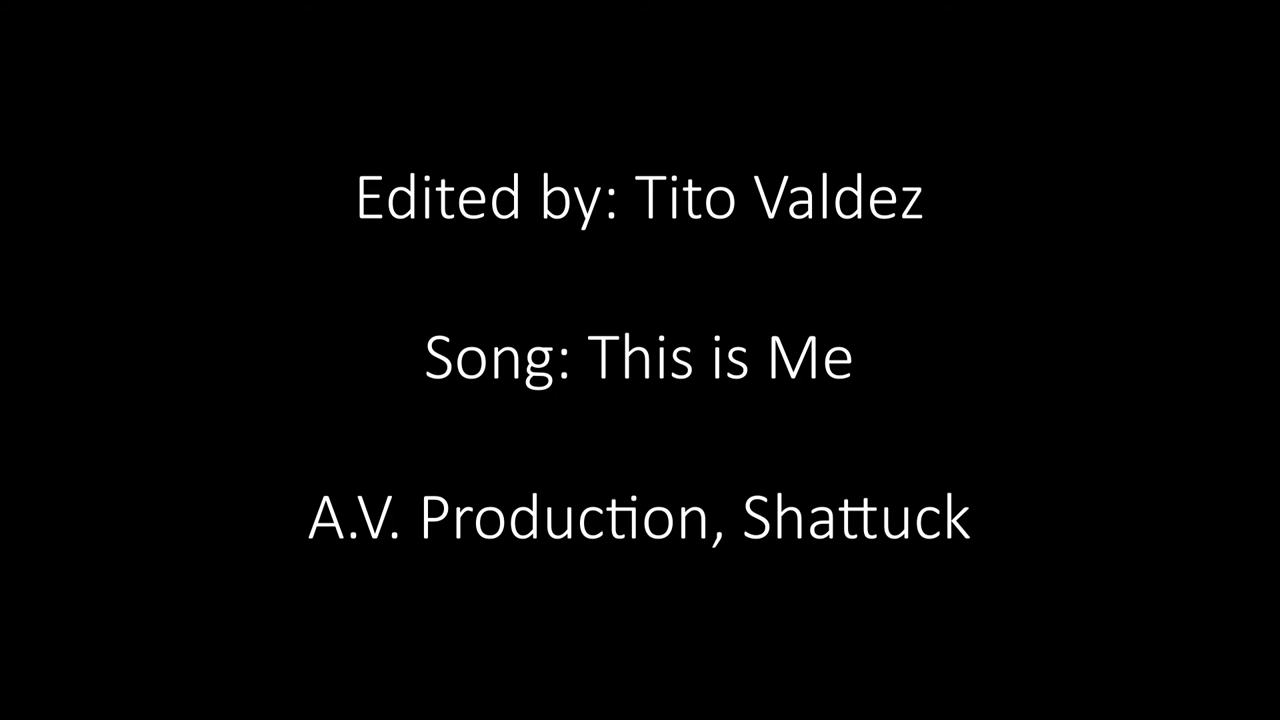 Edited by: Tito Valdez
Song: This is Me
A.V. Production, Shattuck